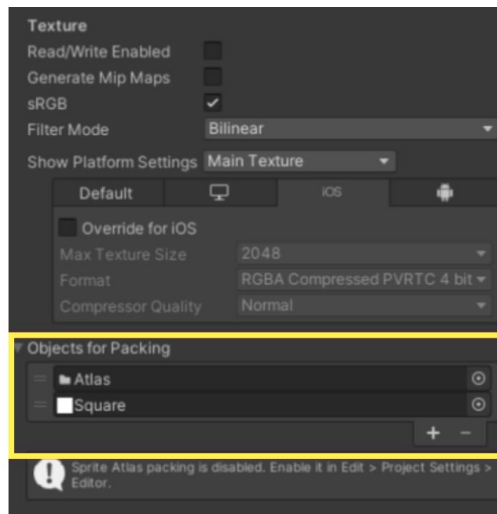 Texture
Read/Write Enabled
Generate Mip Maps
sRGB
Filter Mode Bilinear
Show Platform Settings Main Texture
Default iOS
Override for iOS
Max Texture Size 2048
Format RGBA Compressed PVRTC 4 bit
Compressor Quality Normal
Objects for Packing
Atlas
Square
+ −
Sprite Atlas packing is disabled. Enable it in Edit > Project Settings >
Editor.